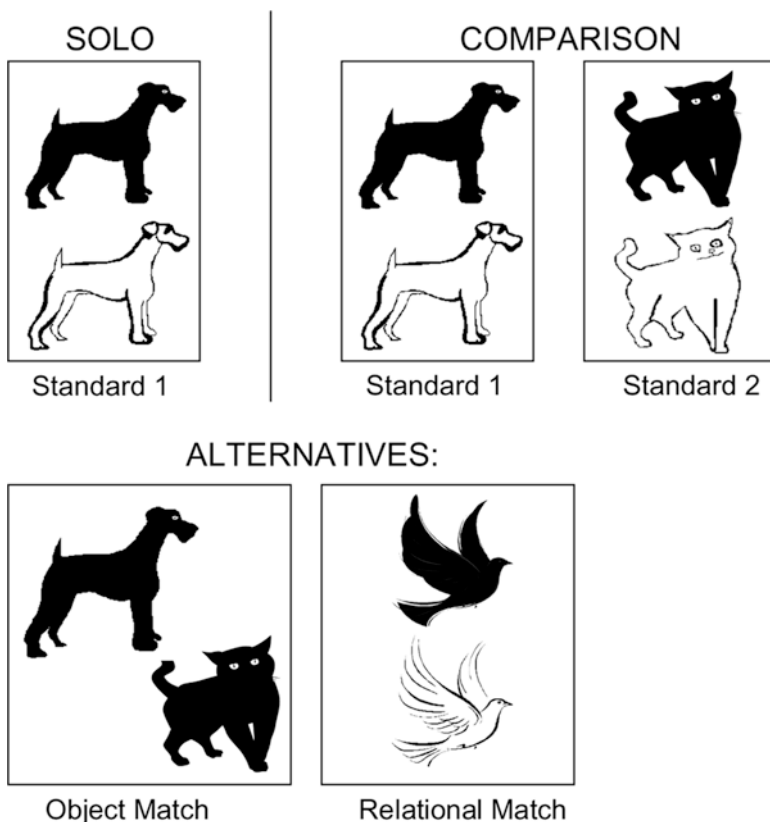 SOLO
COMPARISON
Standard 1
Standard 1
Standard 2
ALTERNATIVES:
Object Match
Relational Match